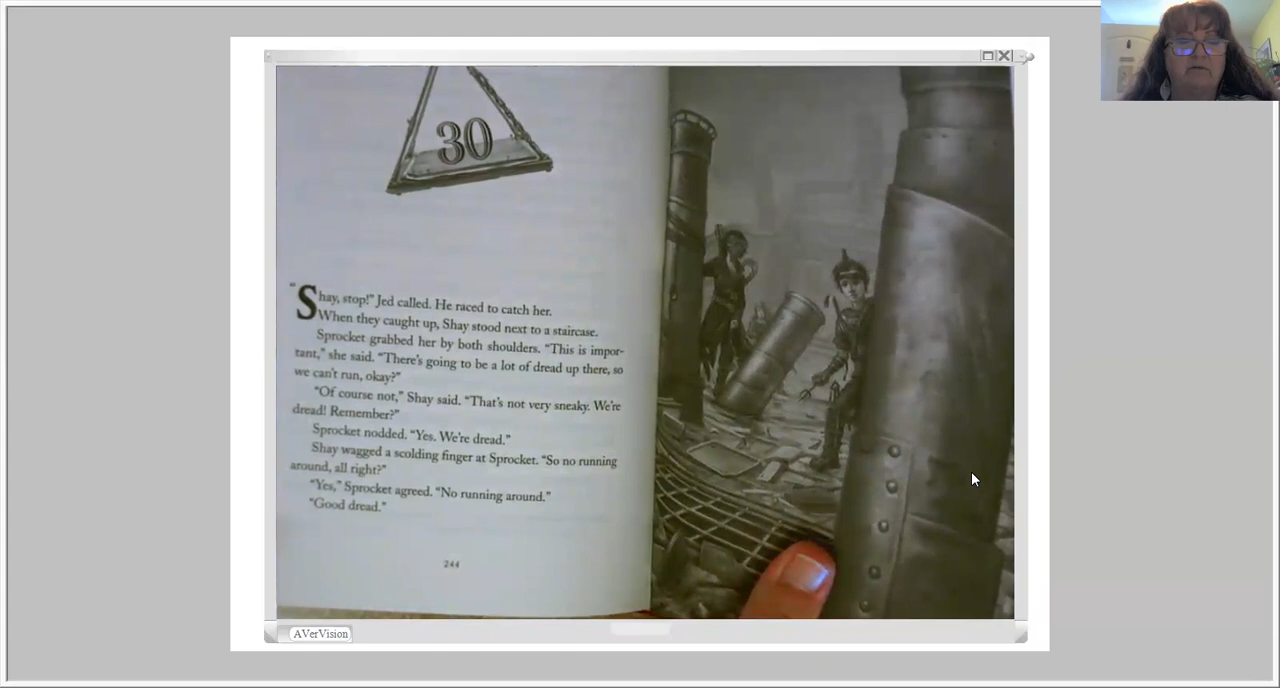 30
"Shay, stop!" Jed called. He raced to catch her.
When they caught up, Shay stood next to a staircase.
Sprocket grabbed her by both shoulders. "This is impor-
tant," she said. "There's going to be a lot of dread up there, so
we can't run, okay?"
"Of course not," Shay said. "That's not very sneaky. We're
dread! Remember?"
Sprocket nodded. "Yes. We're dread."
Shay wagged a scolding finger at Sprocket. "So no running
around, all right?"
"Yes," Sprocket agreed. "No running around."
"Good dread."
244
AVerVision